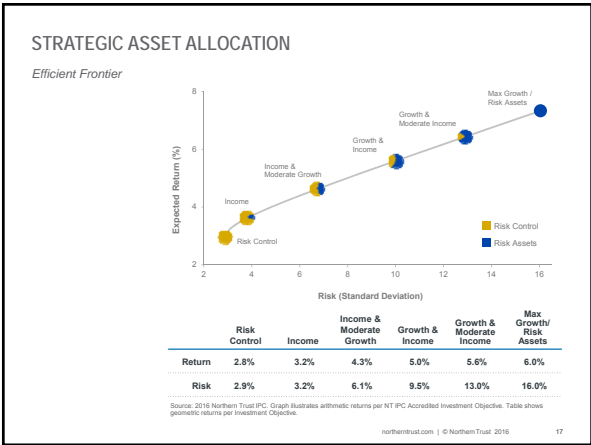 STRATEGIC ASSET ALLOCATION
Efficient Frontier
8
6
4
2
Expected Return (%)
Max Growth /
Risk Assets
Growth &
Moderate Income
Growth &
Income
Income &
Moderate Growth
Income
Risk Control
Risk Control
Risk Assets
2 4 6 8 10 12 14 16
Risk (Standard Deviation)
Risk
Control
Income
Income &
Moderate
Growth
Growth &
Income
Growth &
Moderate
Income
Max
Growth/
Risk
Assets
Return 2.8% 3.2% 4.3% 5.0% 5.6% 6.0%
Risk 2.9% 3.2% 6.1% 9.5% 13.0% 16.0%
Source: 2016 Northern Trust IPC. Graph illustrates arithmetic returns per NT IPC Accredited Investment Objective. Table shows
geometric returns per Investment Objective.
northerntrust.com | © Northern Trust 2016 17